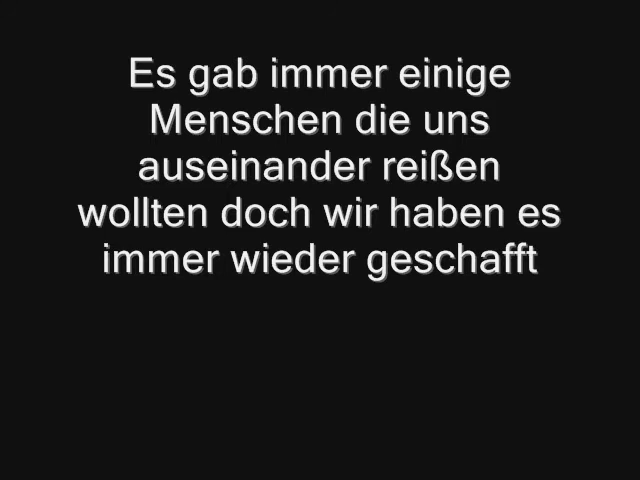 Es gab immer einige
Menschen die uns
auseinander reißen
wollten doch wir haben es
immer wieder geschafft